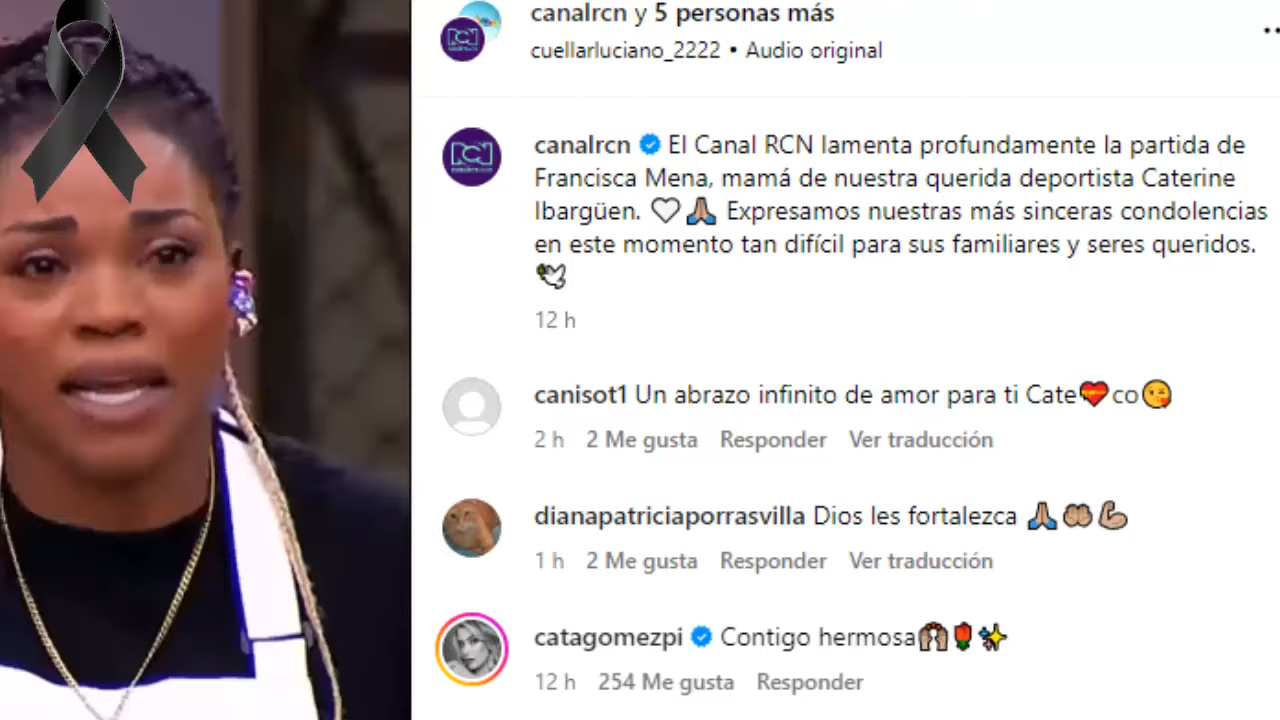 canalrcn y 5 personas más
cuellarluciano_2222 • Audio original
canalrcn El Canal RCN lamenta profundamente la partida de
Francisca Mena, mamá de nuestra querida deportista Caterine
Ibargüen. 🤍🙏🏽 Expresamos nuestras más sinceras condolencias
en este momento tan difícil para sus familiares y seres queridos.
🕊️
12 h
canisot1 Un abrazo infinito de amor para ti Cate❤️co😘
2 h 2 Me gusta Responder Ver traducción
dianapatriciaporrasvilla Dios les fortalezca 🙏🏽🤲🏽💪🏽
1 h 2 Me gusta Responder Ver traducción
catagomezpi Contigo hermosa🫶🏽🌹✨
12 h 254 Me gusta Responder